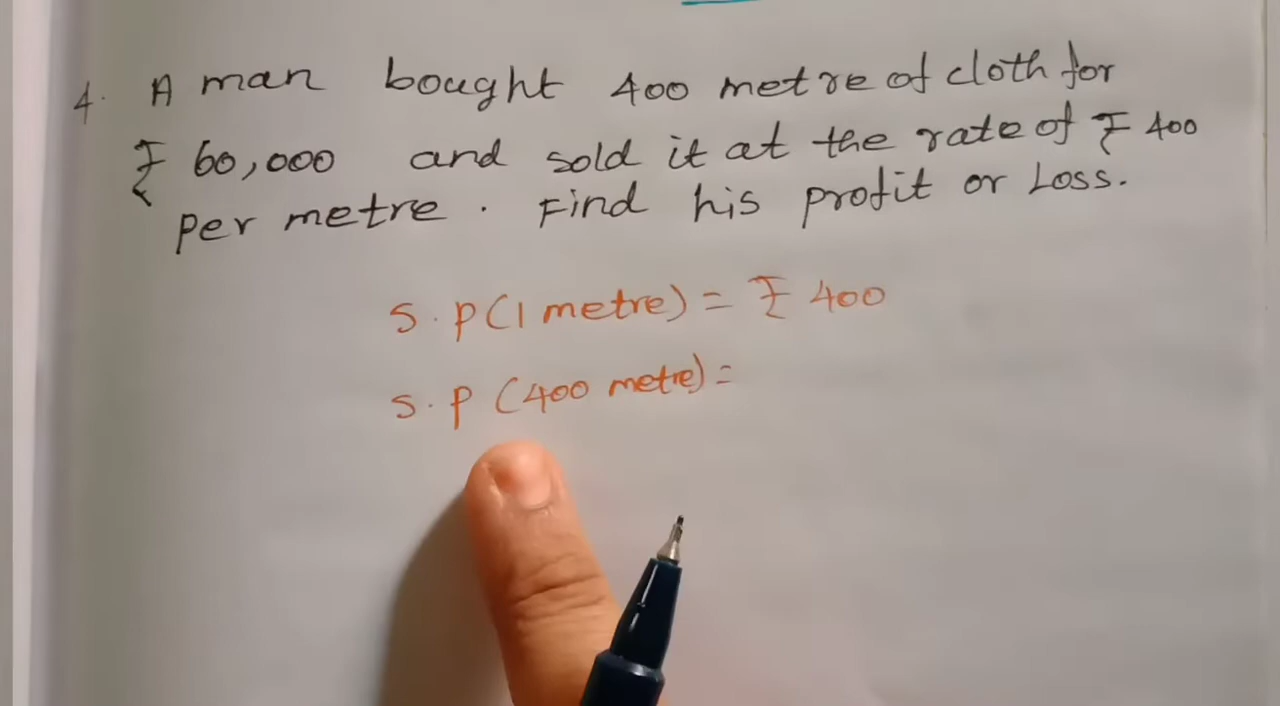 4. A man bought 400 metre of cloth for
₹ 60,000 and sold it at the rate of ₹ 400
per metre. Find his profit or Loss.
S.P(1 metre) = ₹ 400
S.P (400 metre) =